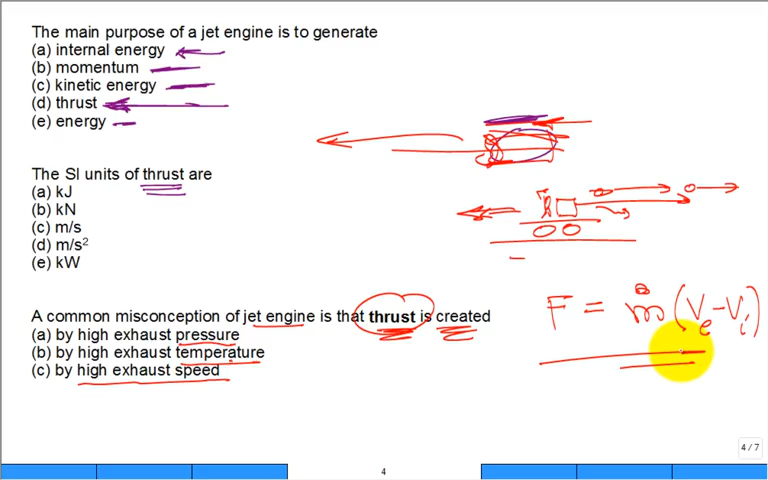 The main purpose of a jet engine is to generate
(a) internal energy
(b) momentum
(c) kinetic energy
(d) thrust
(e) energy
The SI units of thrust are
(a) kJ
(b) kN
(c) m/s
(d) m/s²
(e) kW
F = ṁ (Ve - Vi)
A common misconception of jet engine is that thrust is created
(a) by high exhaust pressure
(b) by high exhaust temperature
(c) by high exhaust speed
4 / 7
4